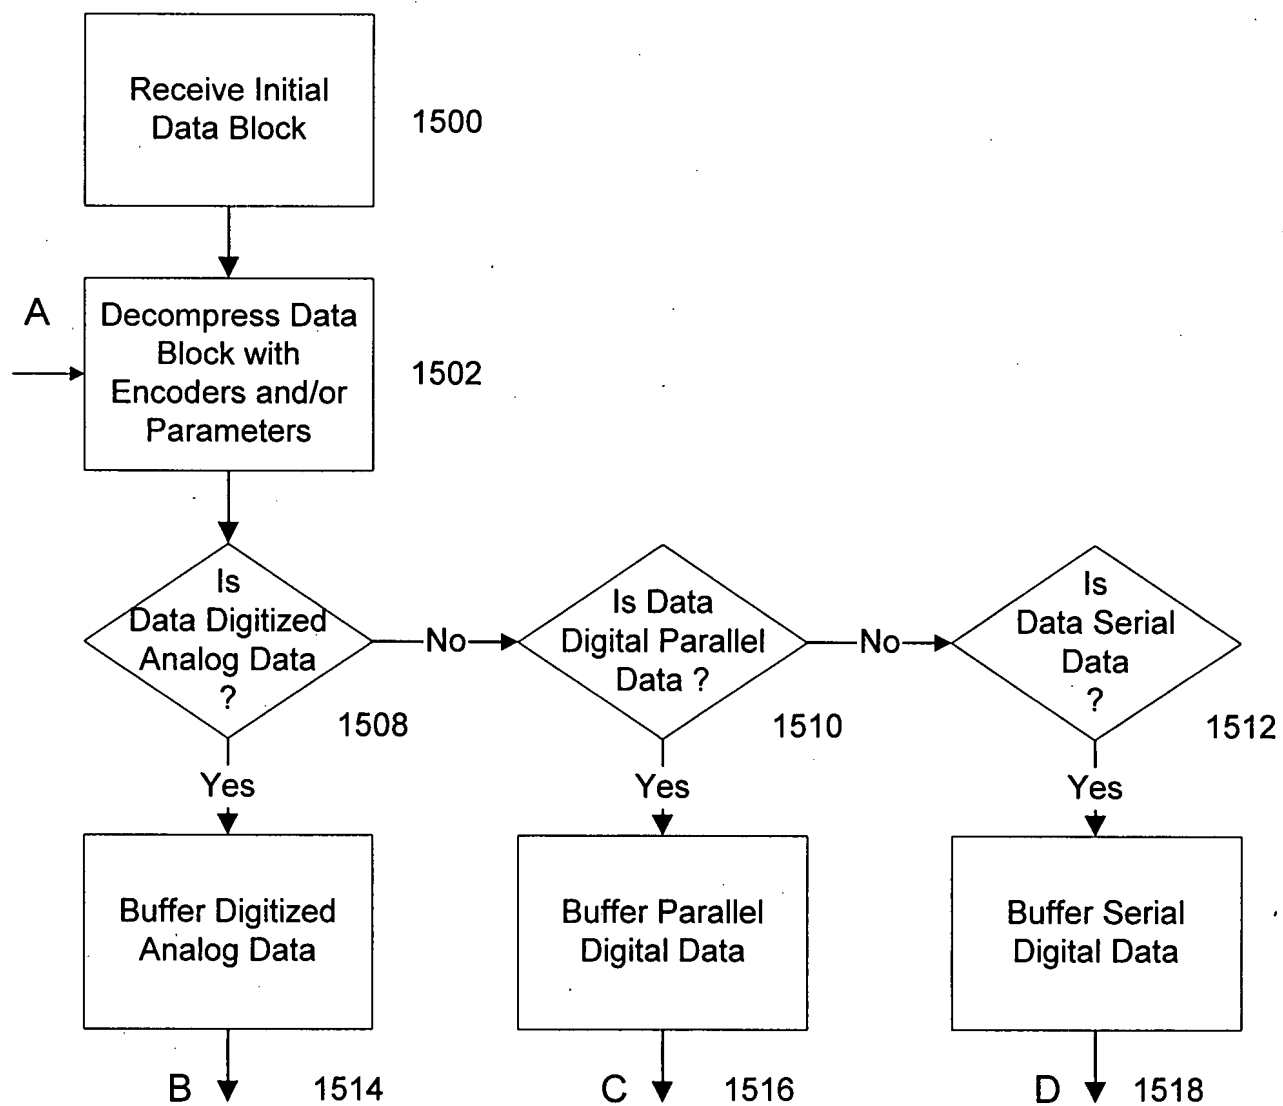 Receive Initial
Data Block
1500
A
Decompress Data
Block with
Encoders and/or
Parameters
1502
Is
Data Digitized
Analog Data
?
1508
No
Is Data
Digital Parallel
Data ?
1510
No
Is
Data Serial
Data
?
1512
Yes
Yes
Yes
Buffer Digitized
Analog Data
Buffer Parallel
Digital Data
Buffer Serial
Digital Data
B
1514
C
1516
D
1518